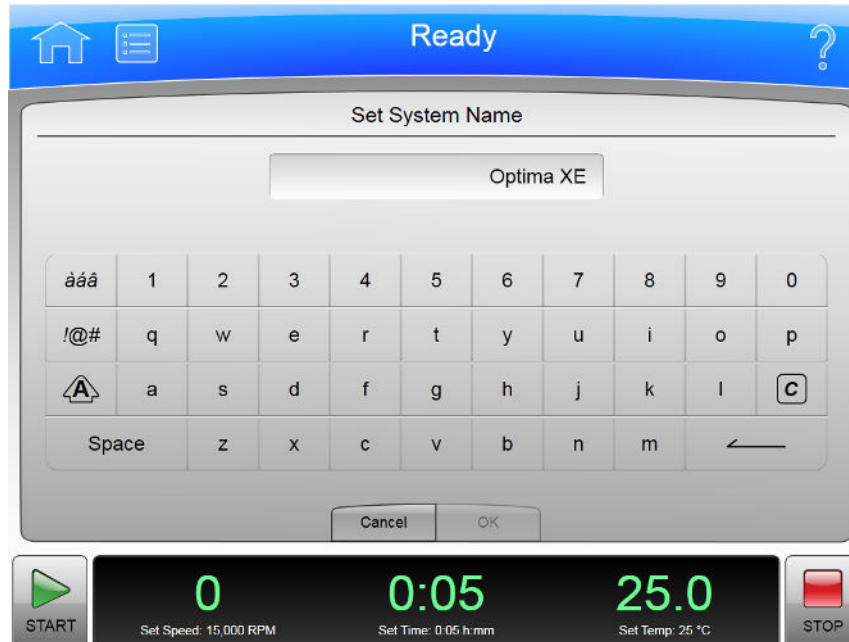 Ready
?
Set System Name
Optima XE
àáâ 1 2 3 4 5 6 7 8 9 0
!@# q w e r t y u i o p
A a s d f g h j k l C
Space z x c v b n m
Cancel OK
0 0:05 25.0
START Set Speed: 15,000 RPM Set Time: 0:05 h:mm Set Temp: 25 °C STOP